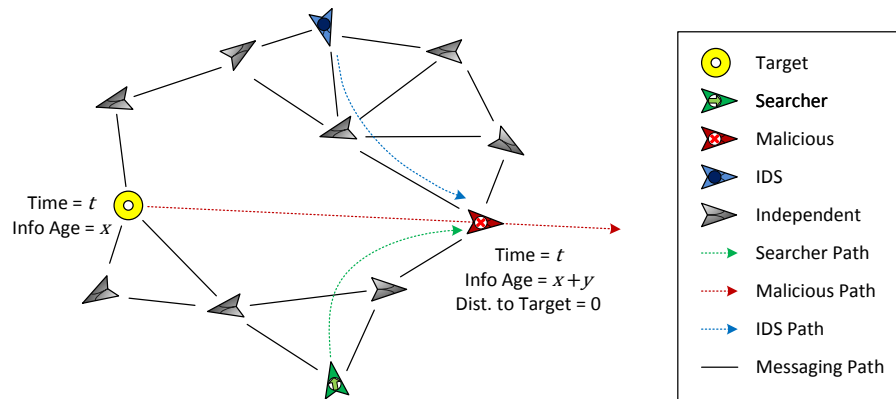 Time = t
Info Age = x
Time = t
Info Age = x+y
Dist. to Target = 0
Target
Searcher
Malicious
IDS
Independent
Searcher Path
Malicious Path
IDS Path
Messaging Path